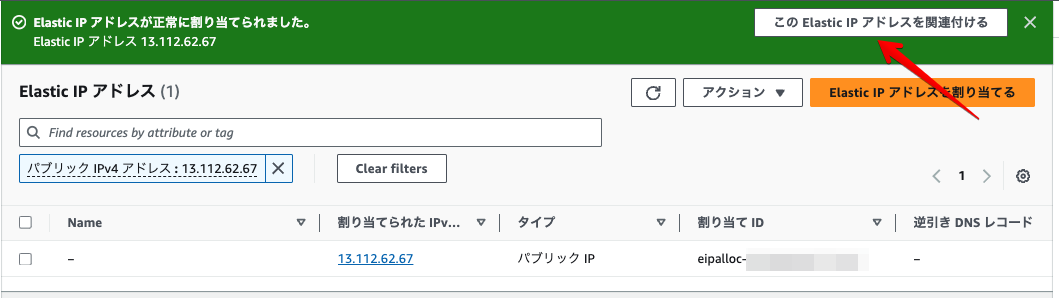 Elastic IP アドレスが正常に割り当てられました。
Elastic IP アドレス 13.112.62.67
この Elastic IP アドレスを関連付ける
Elastic IP アドレス (1)
アクション
Elastic IP アドレスを割り当てる
Find resources by attribute or tag
パブリック IPv4 アドレス : 13.112.62.67
Clear filters
1
Name
割り当てられた IPv...
タイプ
割り当て ID
逆引き DNS レコード
–
13.112.62.67
パブリック IP
eipalloc-
–